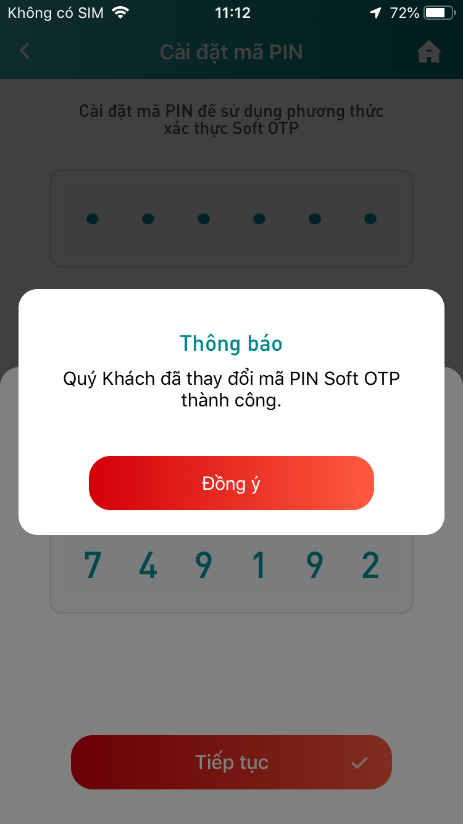 Không có SIM
11:12
72%
Cài đặt mã PIN
Cài đặt mã PIN để sử dụng phương thức
xác thực Soft OTP
Thông báo
Quý Khách đã thay đổi mã PIN Soft OTP
thành công.
Đồng ý
7 4 9 1 9 2
Tiếp tục